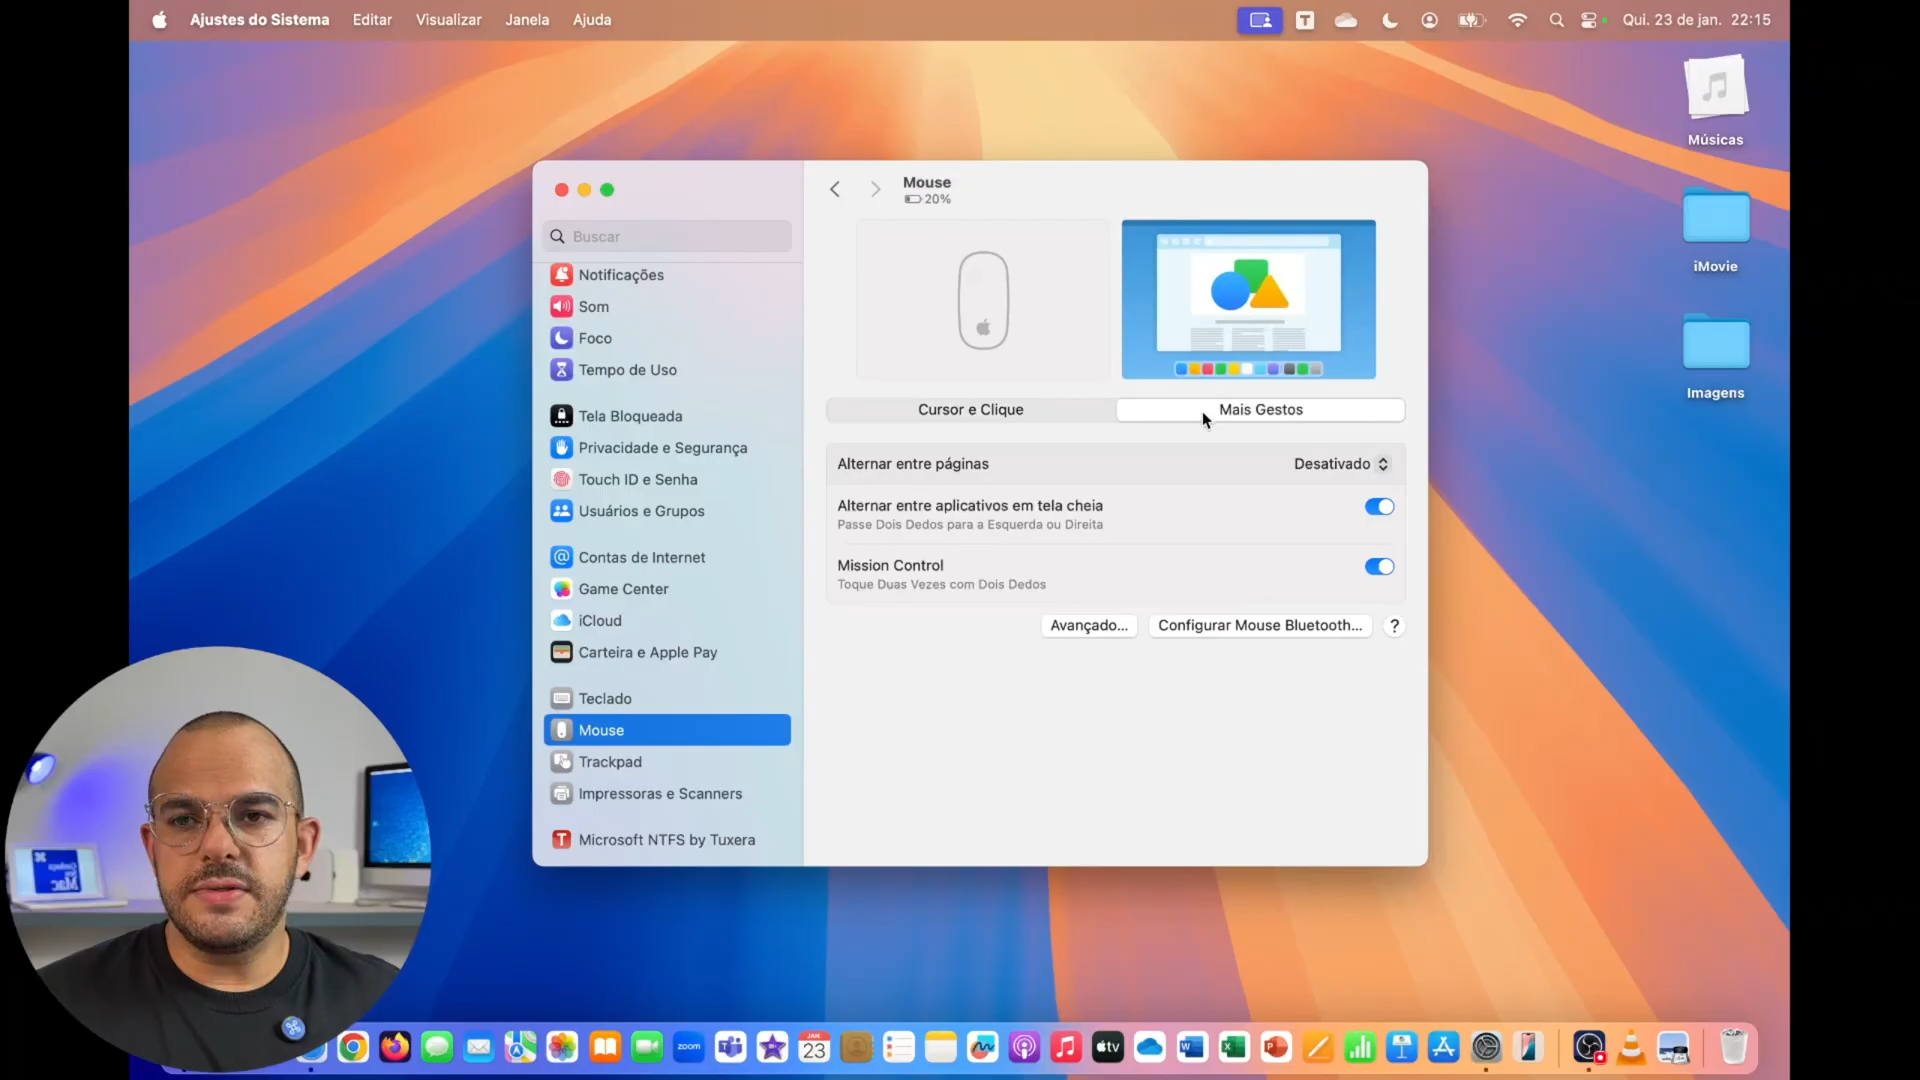 Ajustes do Sistema Editar Visualizar Janela Ajuda
Qui. 23 de jan. 22:15
Músicas
iMovie
Imagens
Buscar
Notificações
Som
Foco
Tempo de Uso
Tela Bloqueada
Privacidade e Segurança
Touch ID e Senha
Usuários e Grupos
Contas de Internet
Game Center
iCloud
Carteira e Apple Pay
Teclado
Mouse
Trackpad
Impressoras e Scanners
Microsoft NTFS by Tuxera
Mouse
20%
Cursor e Clique
Mais Gestos
Alternar entre páginas
Desativado
Alternar entre aplicativos em tela cheia
Passe Dois Dedos para a Esquerda ou Direita
Mission Control
Toque Duas Vezes com Dois Dedos
Avançado...
Configurar Mouse Bluetooth...
?
Mac
zoom
JAN
23
tv